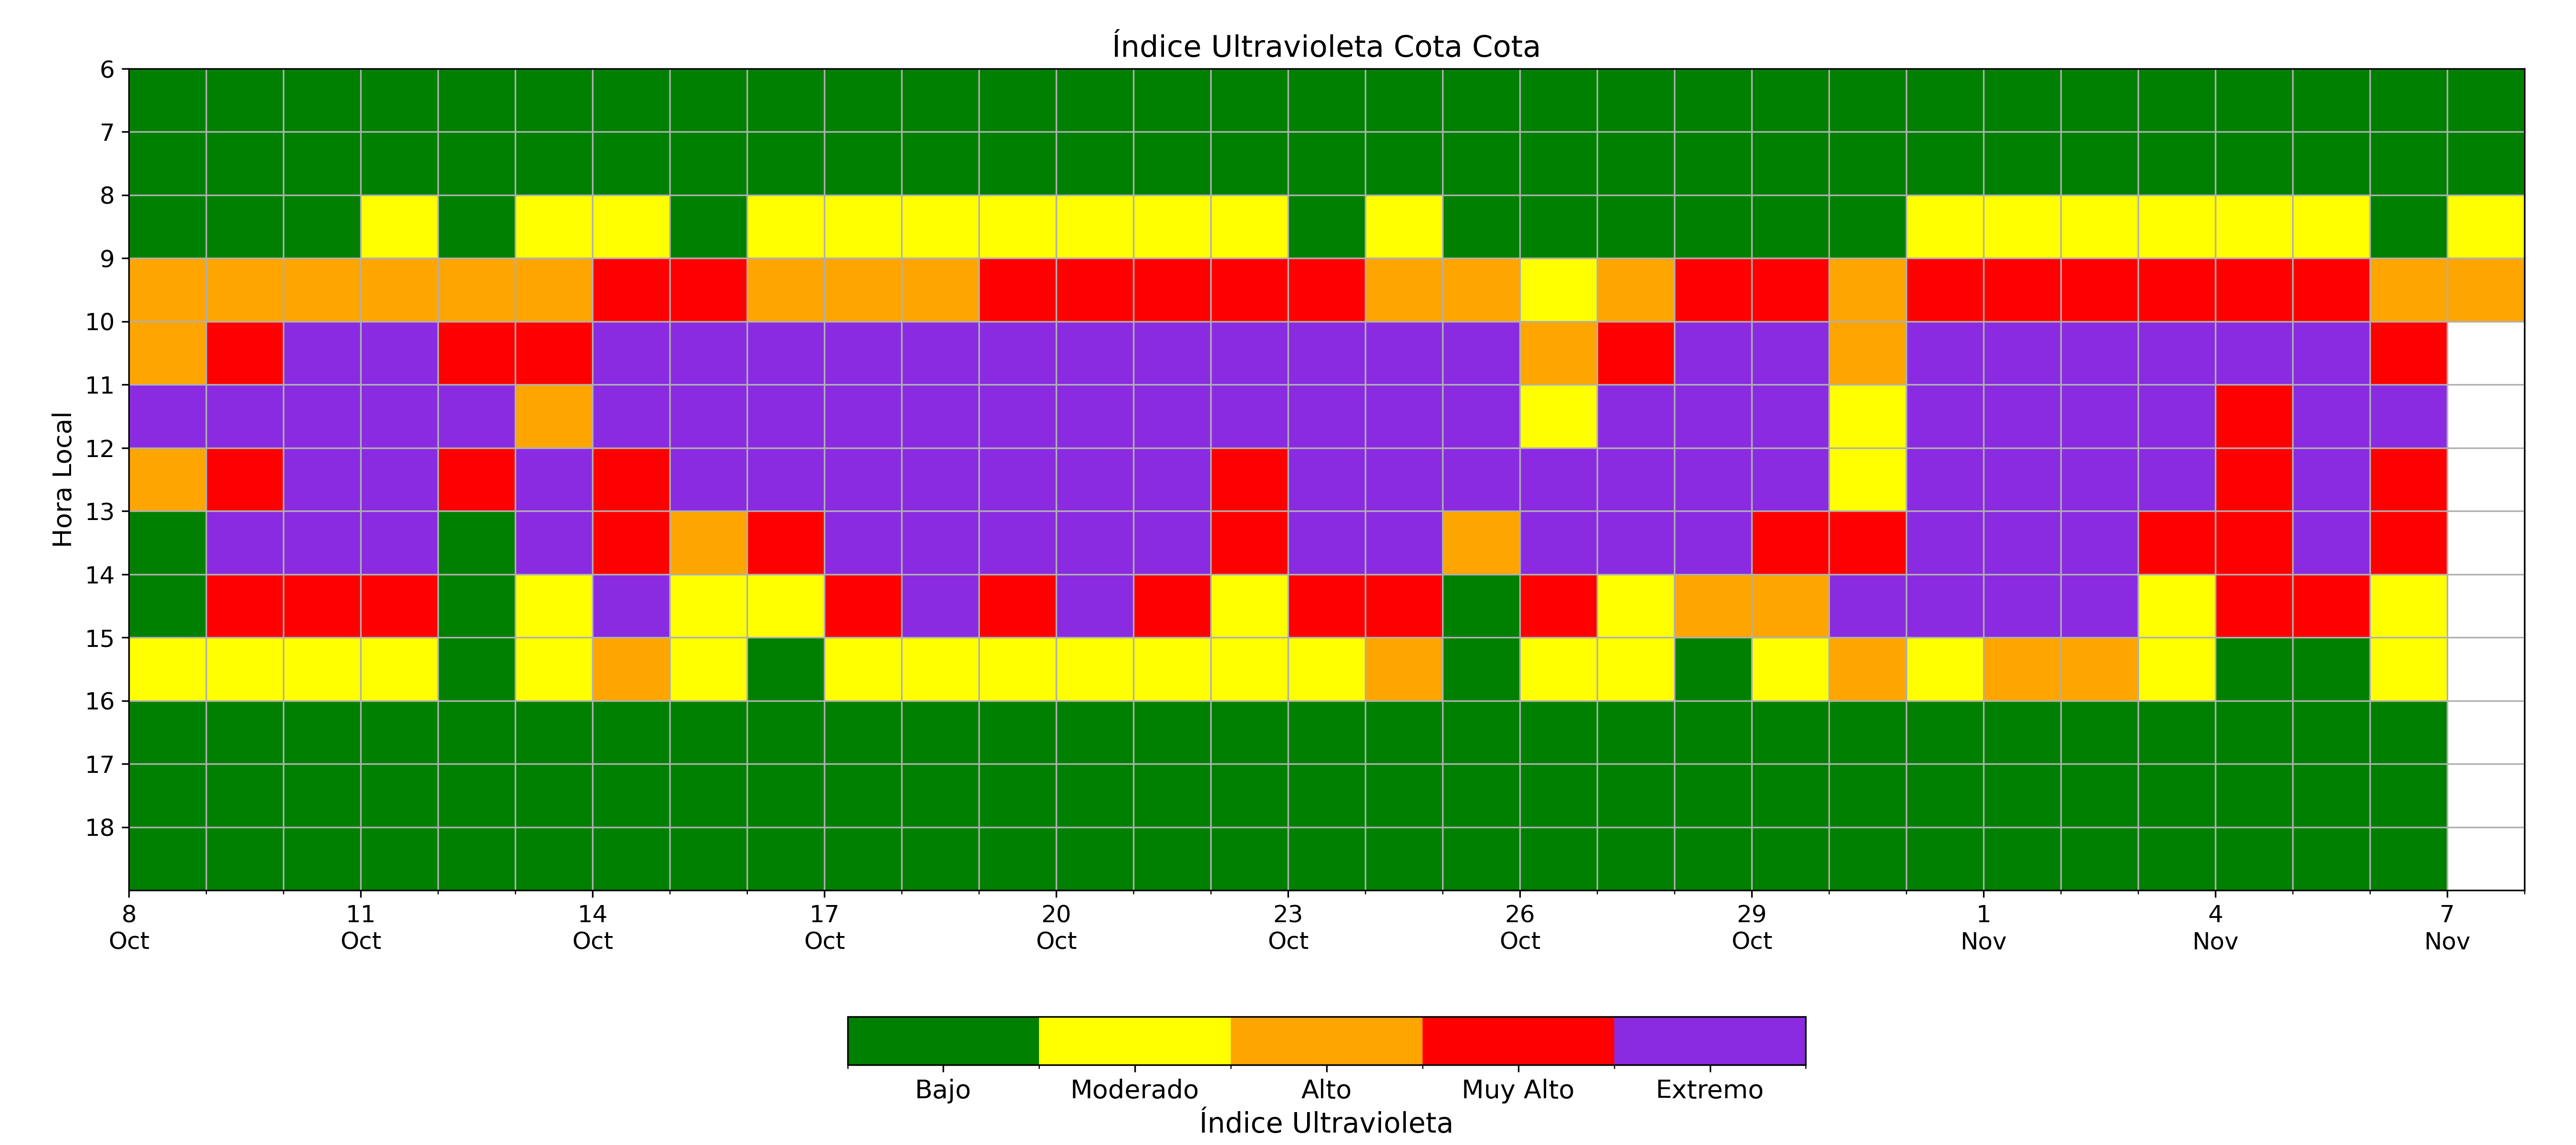 Índice Ultravioleta Cota Cota
Hora Local
6
7
8
9
10
11
12
13
14
15
16
17
18
8 11 14 17 20 23 26 29 1 4 7
Oct Oct Oct Oct Oct Oct Oct Oct Nov Nov Nov
Bajo Moderado Alto Muy Alto Extremo
Índice Ultravioleta